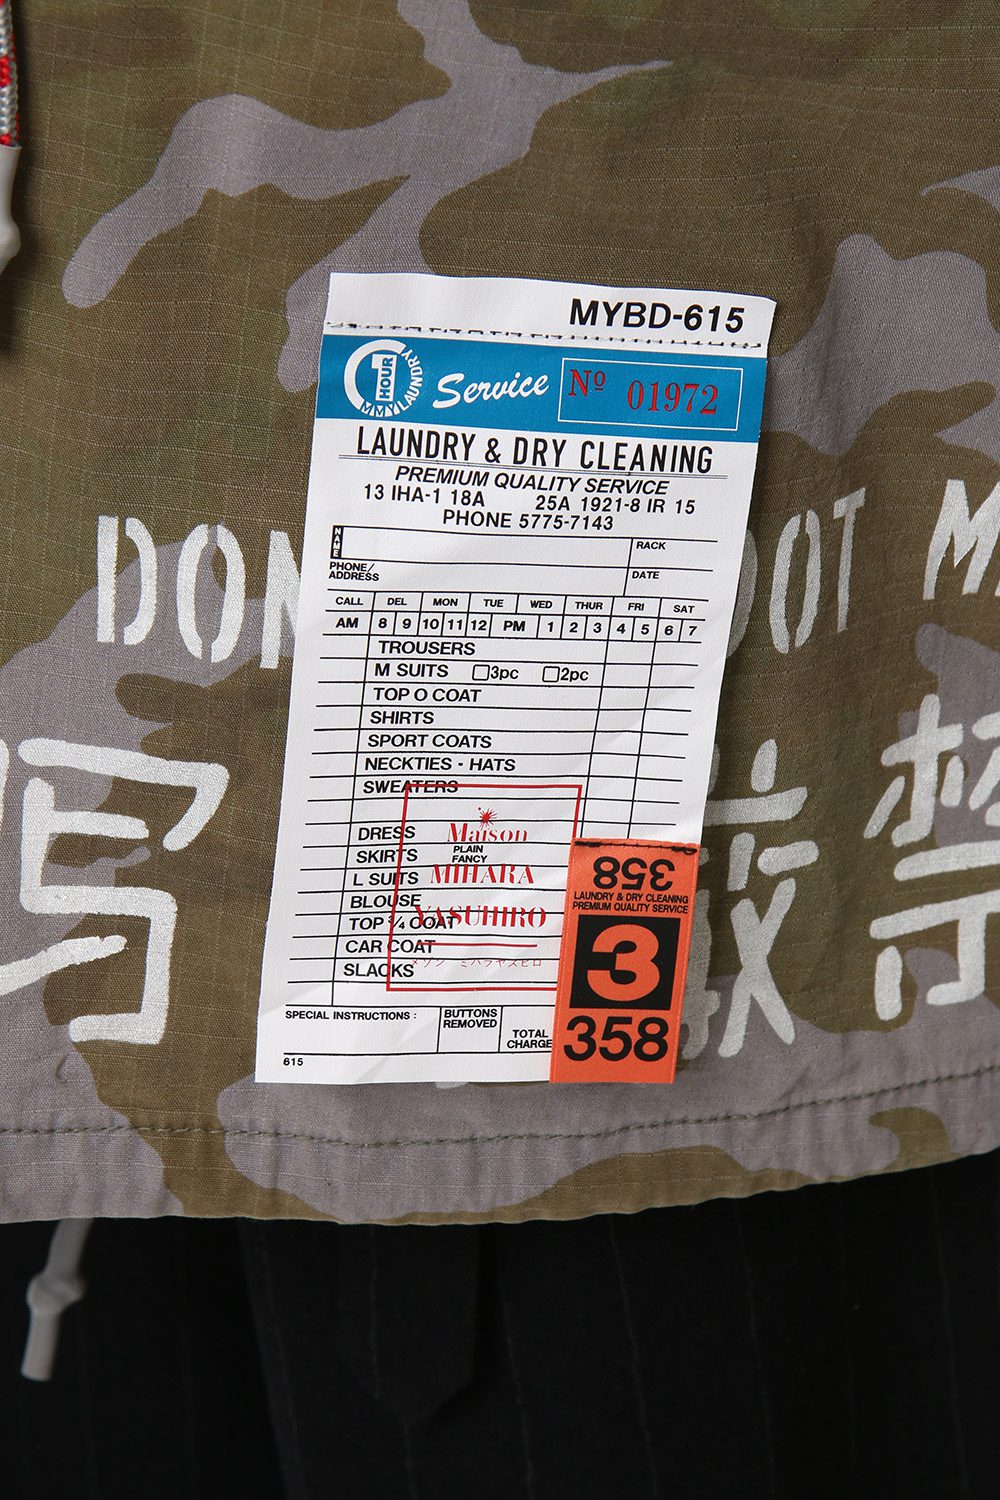 MYBD-615
1 HOUR
MMY LAUNDRY
Service
Nº 01972
LAUNDRY & DRY CLEANING
PREMIUM QUALITY SERVICE
13 IHA-1 18A 25A 1921-8 IR 15
PHONE 5775-7143
NAME
RACK
PHONE/
ADDRESS
DATE
CALL DEL MON TUE WED THUR FRI SAT
AM 8 9 10 11 12 PM 1 2 3 4 5 6 7
TROUSERS
M SUITS 3pc 2pc
TOP O COAT
SHIRTS
SPORT COATS
NECKTIES - HATS
SWEATERS
DRESS
SKIRTS
PLAIN
FANCY
L SUITS
BLOUSE
TOP ¾ COAT
CAR COAT
SLACKS
Maison
MIHARA
YASUHIRO
メゾン ミハラヤスヒロ
SPECIAL INSTRUCTIONS :
BUTTONS
REMOVED
TOTAL
CHARGE
615
358
LAUNDRY & DRY CLEANING
PREMIUM QUALITY SERVICE
3
358
DON
OOT M
禁